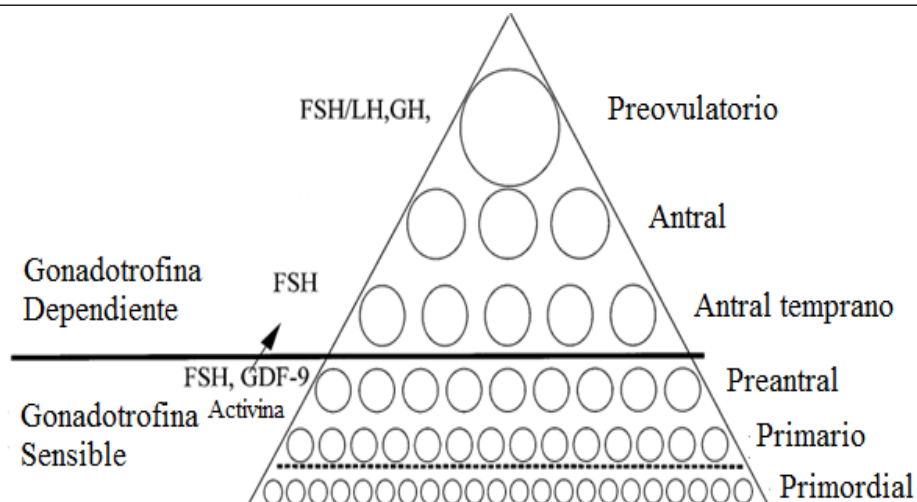 FSH/LH,GH,
Preovulatorio
Antral
Gonadotrofina
Dependiente
FSH
Antral temprano
FSH, GDF-9
Activina
Preantral
Gonadotrofina
Sensible
Primario
Primordial